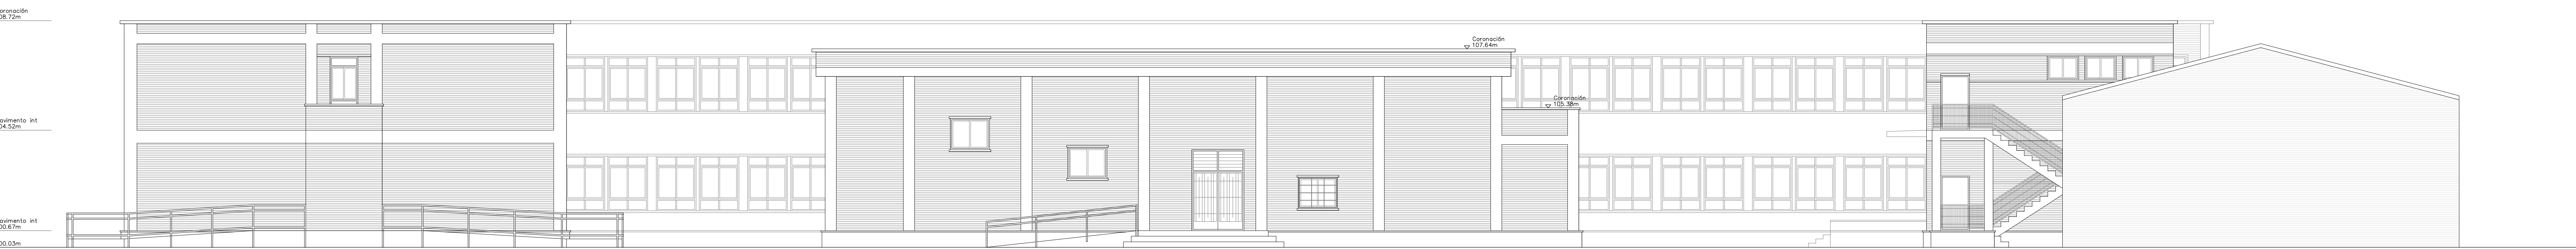 oronación
08.72m
Coronación
107.64m
Coronación
105.38m
avimento int
04.52m
avimento int
00.67m
00.03m